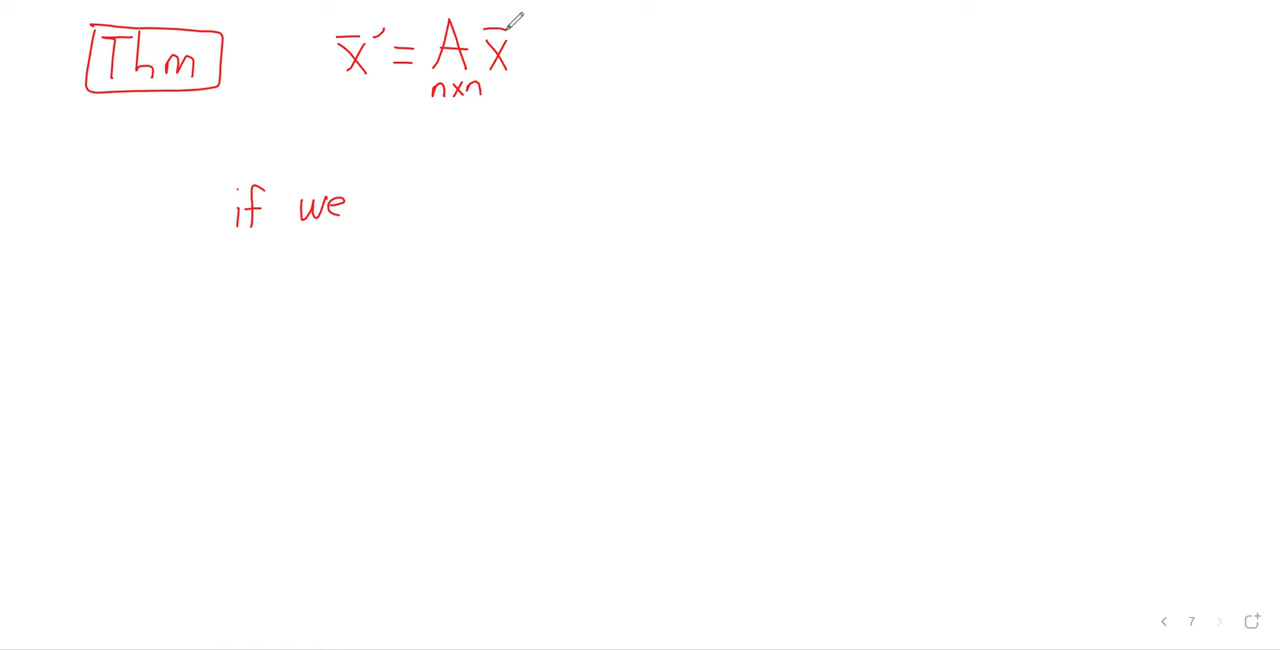 Thm x̄' = A x̄
n×n
if we
7